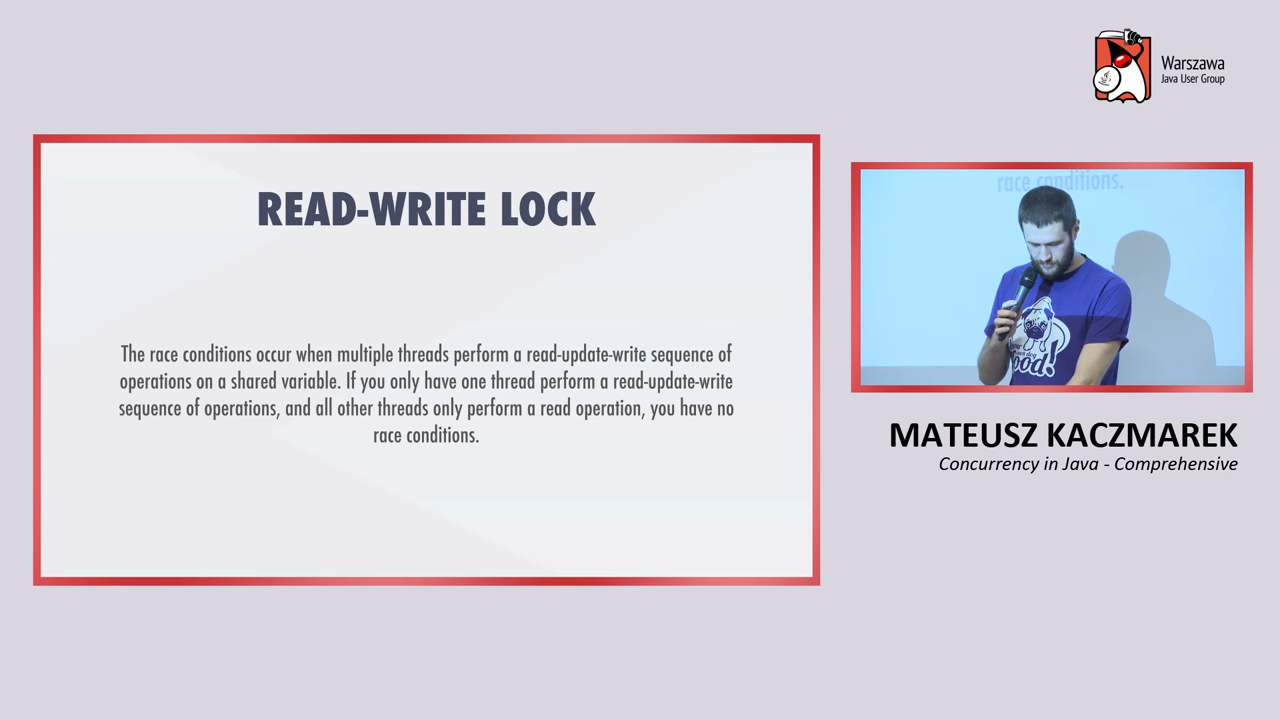 Warszawa
Java User Group
READ-WRITE LOCK
The race conditions occur when multiple threads perform a read-update-write sequence of
operations on a shared variable. If you only have one thread perform a read-update-write
sequence of operations, and all other threads only perform a read operation, you have no
race conditions.
race conditions.
ood!
MATEUSZ KACZMAREK
Concurrency in Java - Comprehensive